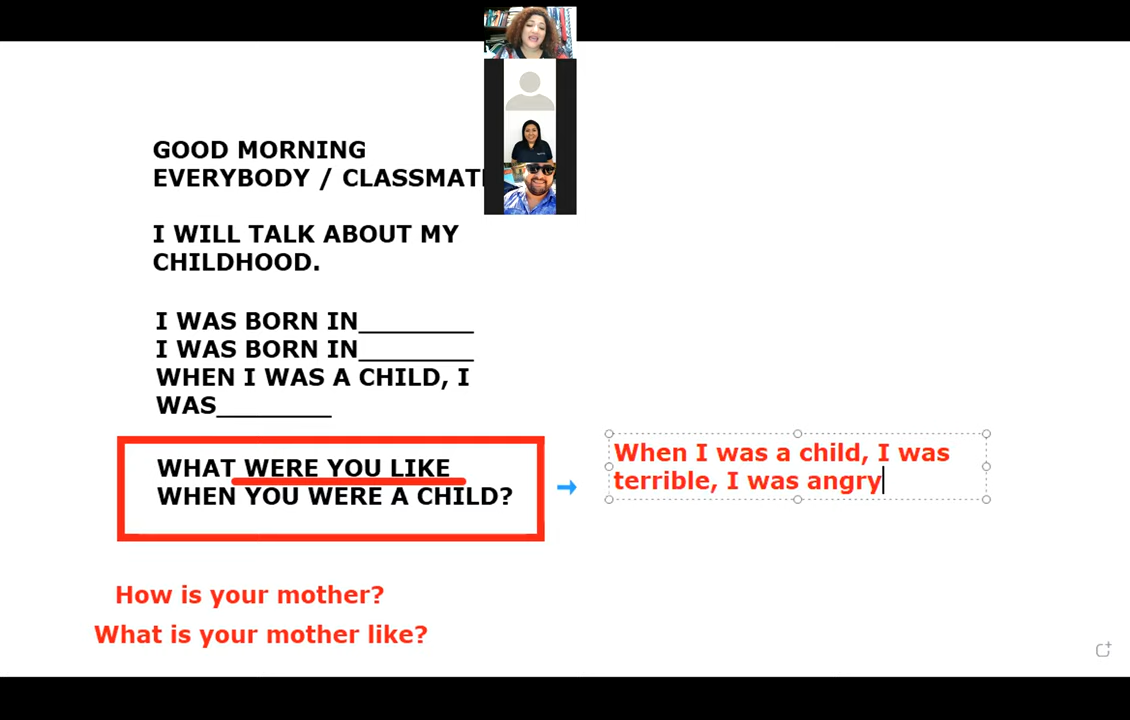 GOOD MORNING
EVERYBODY / CLASSMAT
I WILL TALK ABOUT MY
CHILDHOOD.
I WAS BORN IN________
I WAS BORN IN________
WHEN I WAS A CHILD, I
WAS________
WHAT WERE YOU LIKE
WHEN YOU WERE A CHILD?
When I was a child, I was
terrible, I was angry
How is your mother?
What is your mother like?